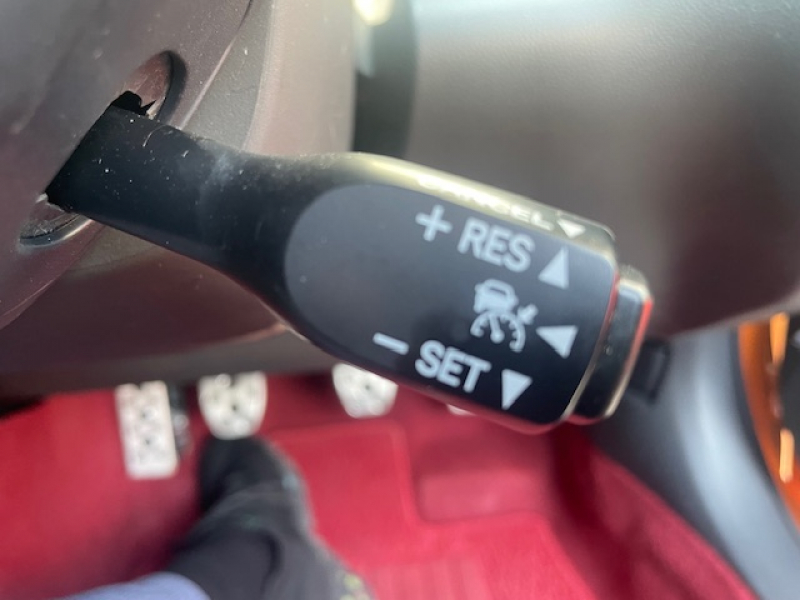 CANCEL ▼
+ RES ▲
◀
− SET ▼